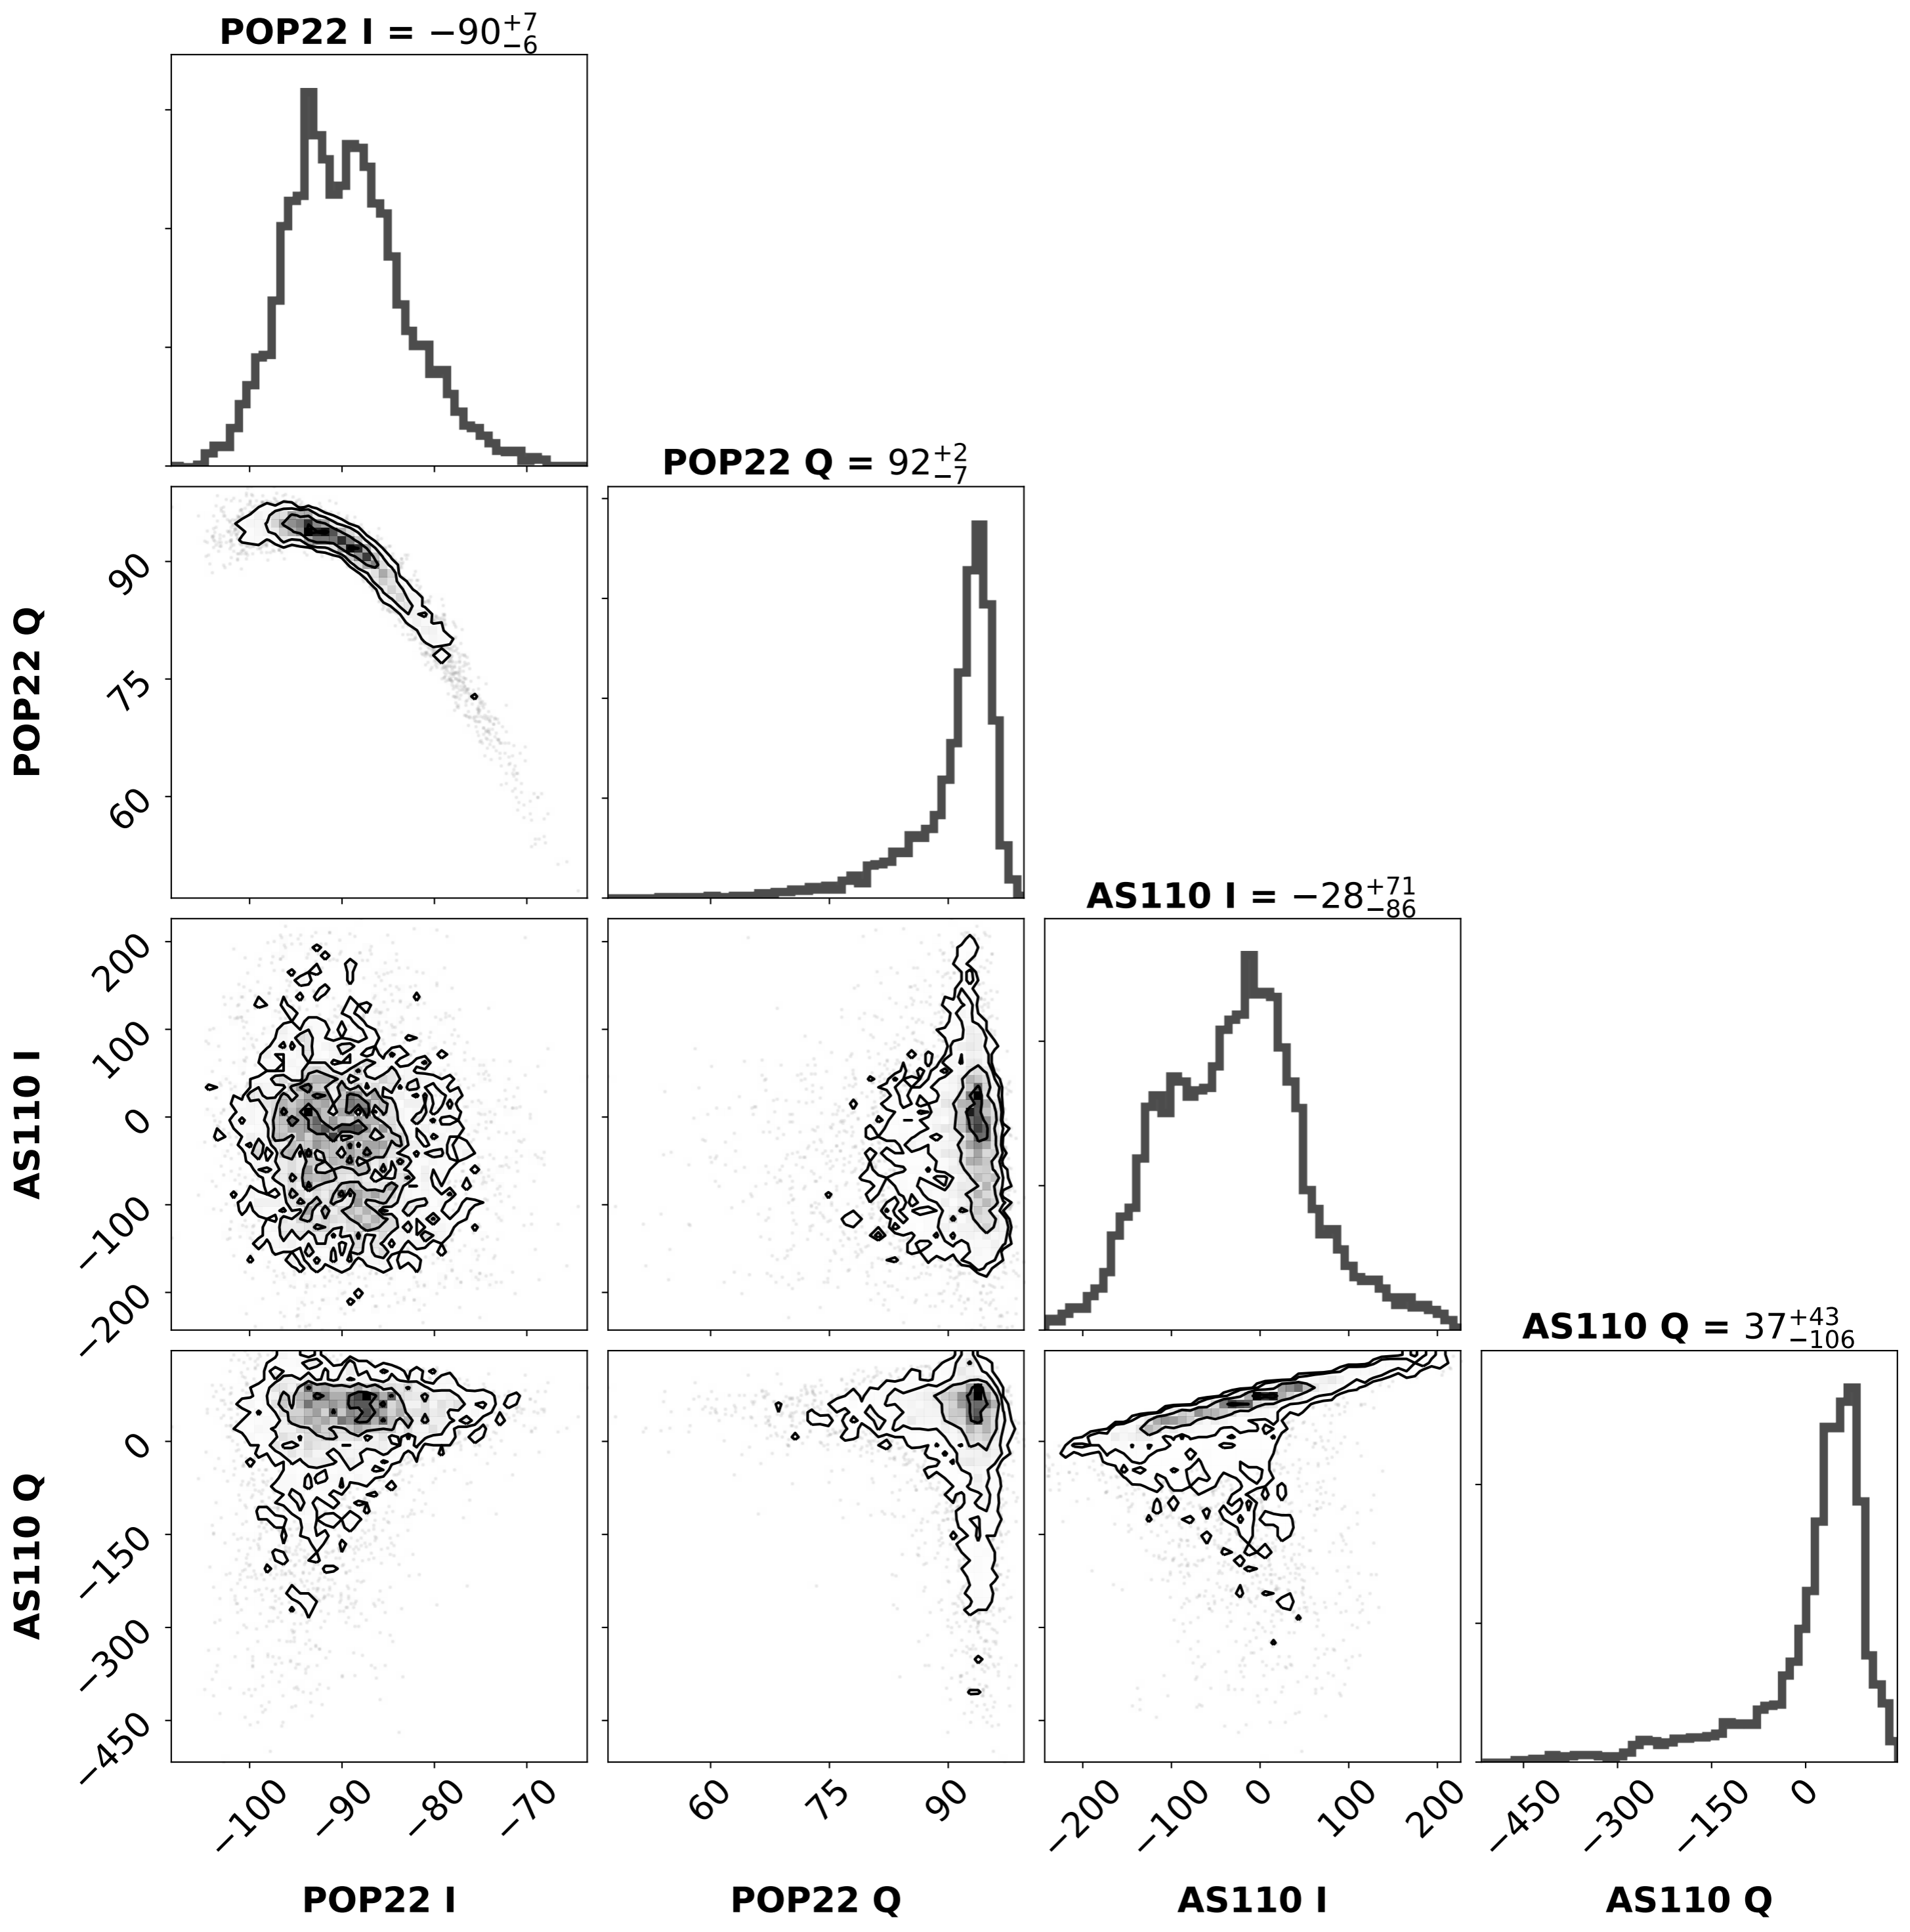 POP22 I = −90 +7 −6
POP22 Q = 92 +2 −7
POP22 Q
90
75
60
AS110 I = −28 +71 −86
AS110 I
200
100
0
−100
−200
AS110 Q = 37 +43 −106
AS110 Q
0
−150
−300
−450
−100 −90 −80 −70 60 75 90 −200 −100 0 100 200 −450 −300 −150 0
POP22 I POP22 Q AS110 I AS110 Q